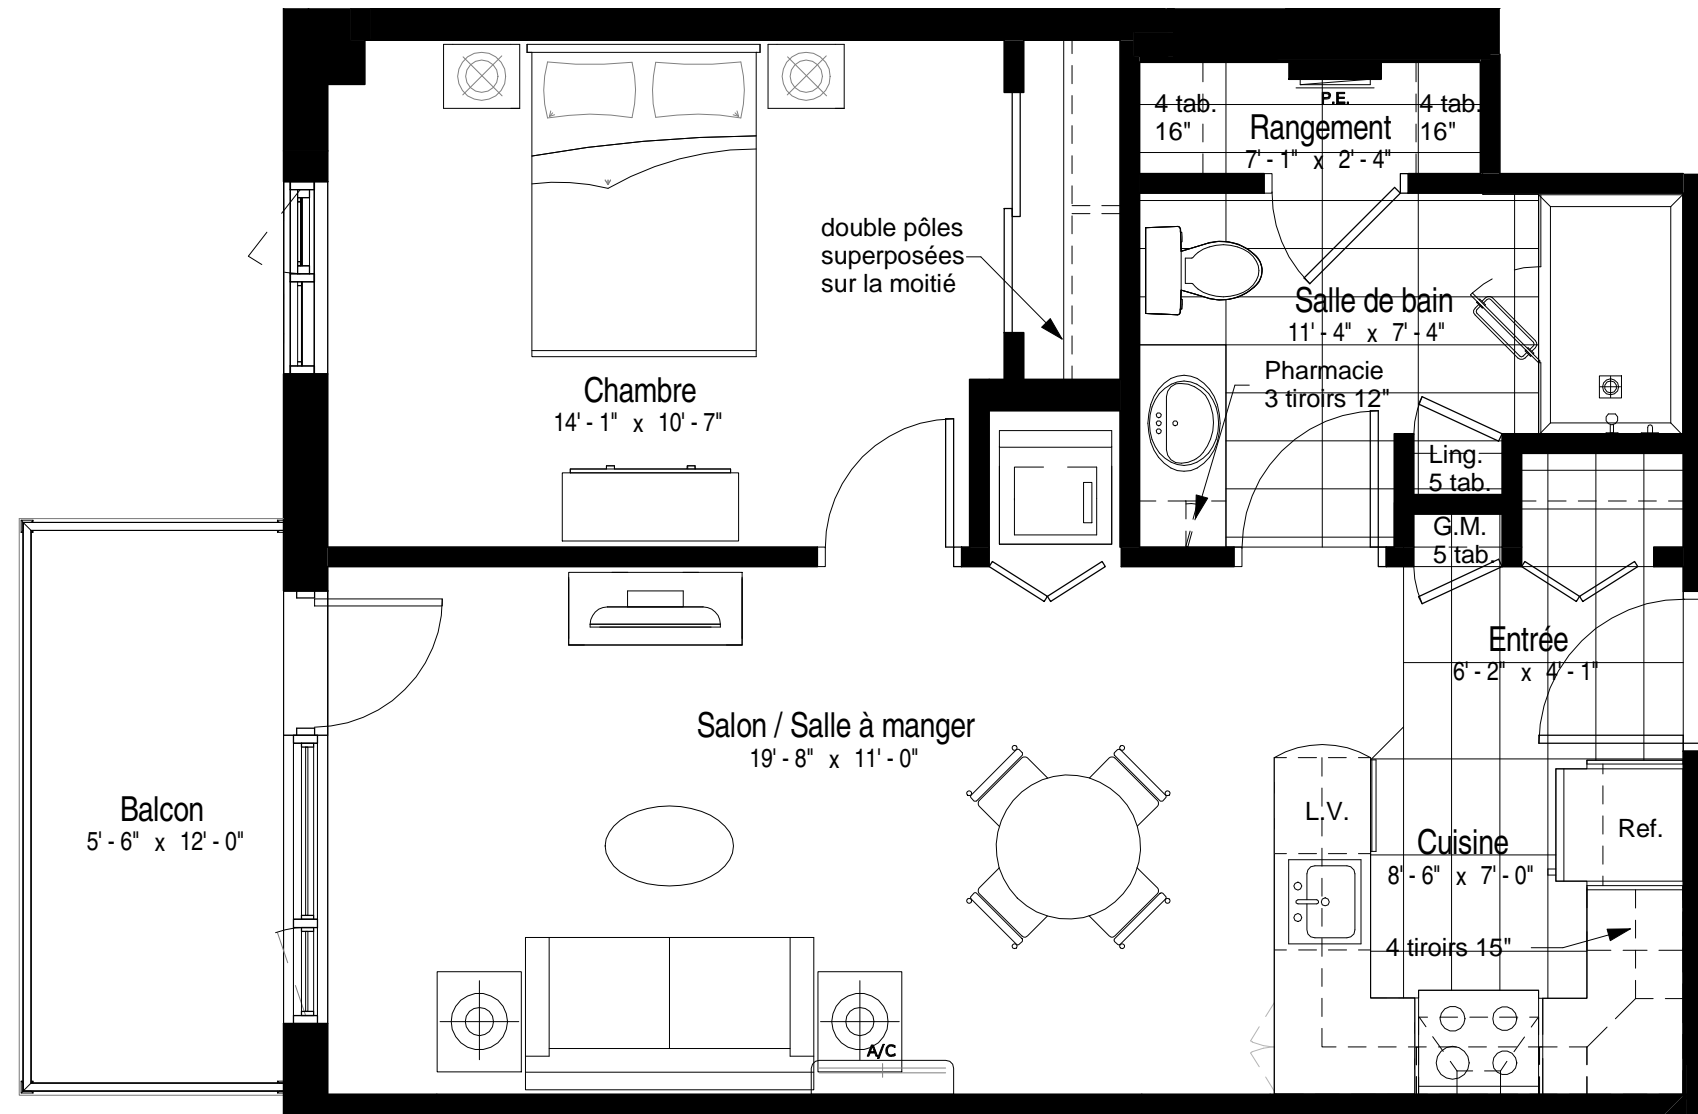 4 tab.
16"
P.E.
4 tab.
16"
Rangement
7' - 1" x 2' - 4"
double pôles
superposées
sur la moitié
Salle de bain
11' - 4" x 7' - 4"
Pharmacie
3 tiroirs 12"
Chambre
14' - 1" x 10' - 7"
Ling.
5 tab.
G.M.
5 tab.
Entrée
6' - 2" x 4' - 1"
Salon / Salle à manger
19' - 8" x 11' - 0"
Balcon
5' - 6" x 12' - 0"
L.V.
Ref.
Cuisine
8' - 6" x 7' - 0"
4 tiroirs 15"
A/C